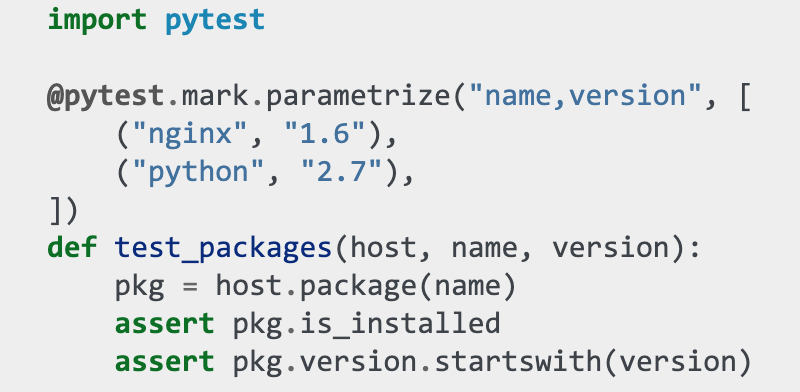 import pytest

@pytest.mark.parametrize("name,version", [
    ("nginx", "1.6"),
    ("python", "2.7"),
])
def test_packages(host, name, version):
    pkg = host.package(name)
    assert pkg.is_installed
    assert pkg.version.startswith(version)